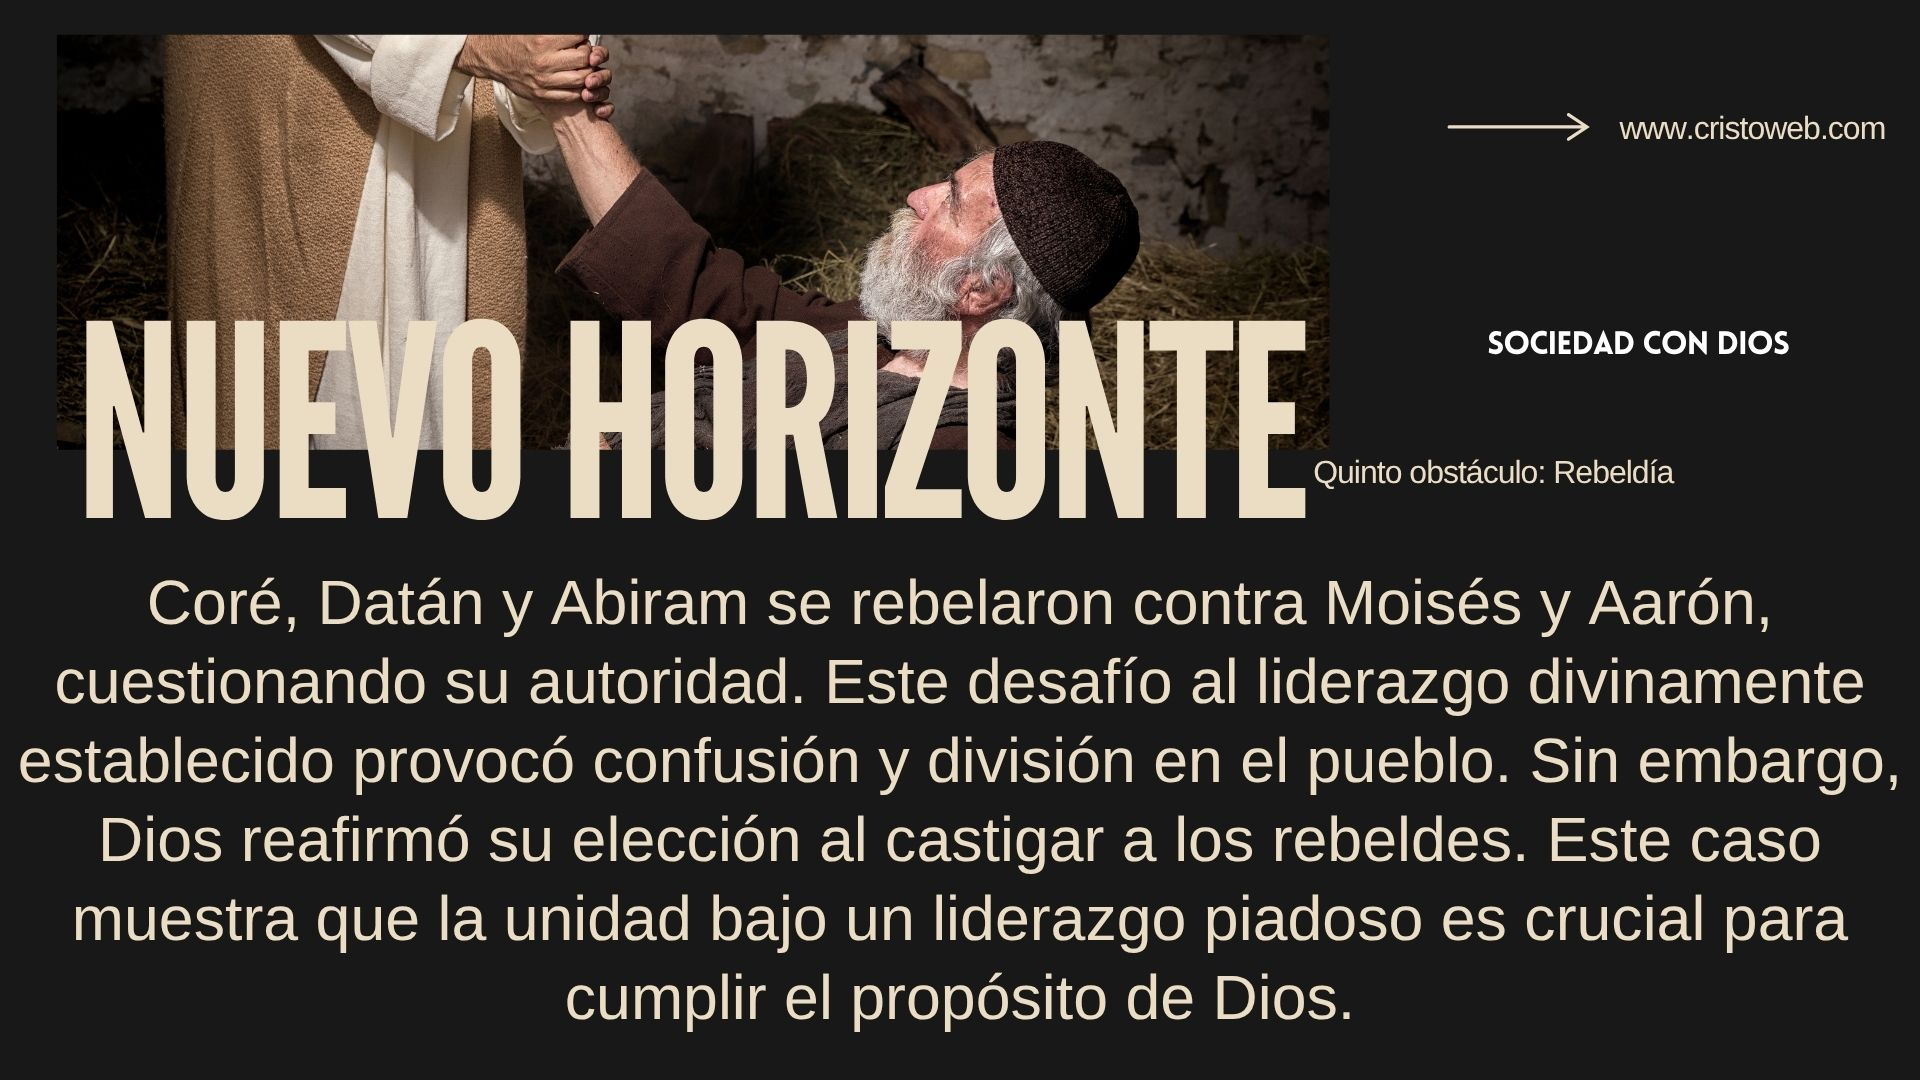 www.cristoweb.com
SOCIEDAD CON DIOS
NUEVO HORIZONTE
Quinto obstáculo: Rebeldía
Coré, Datán y Abiram se rebelaron contra Moisés y Aarón,
cuestionando su autoridad. Este desafío al liderazgo divinamente
establecido provocó confusión y división en el pueblo. Sin embargo,
Dios reafirmó su elección al castigar a los rebeldes. Este caso
muestra que la unidad bajo un liderazgo piadoso es crucial para
cumplir el propósito de Dios.